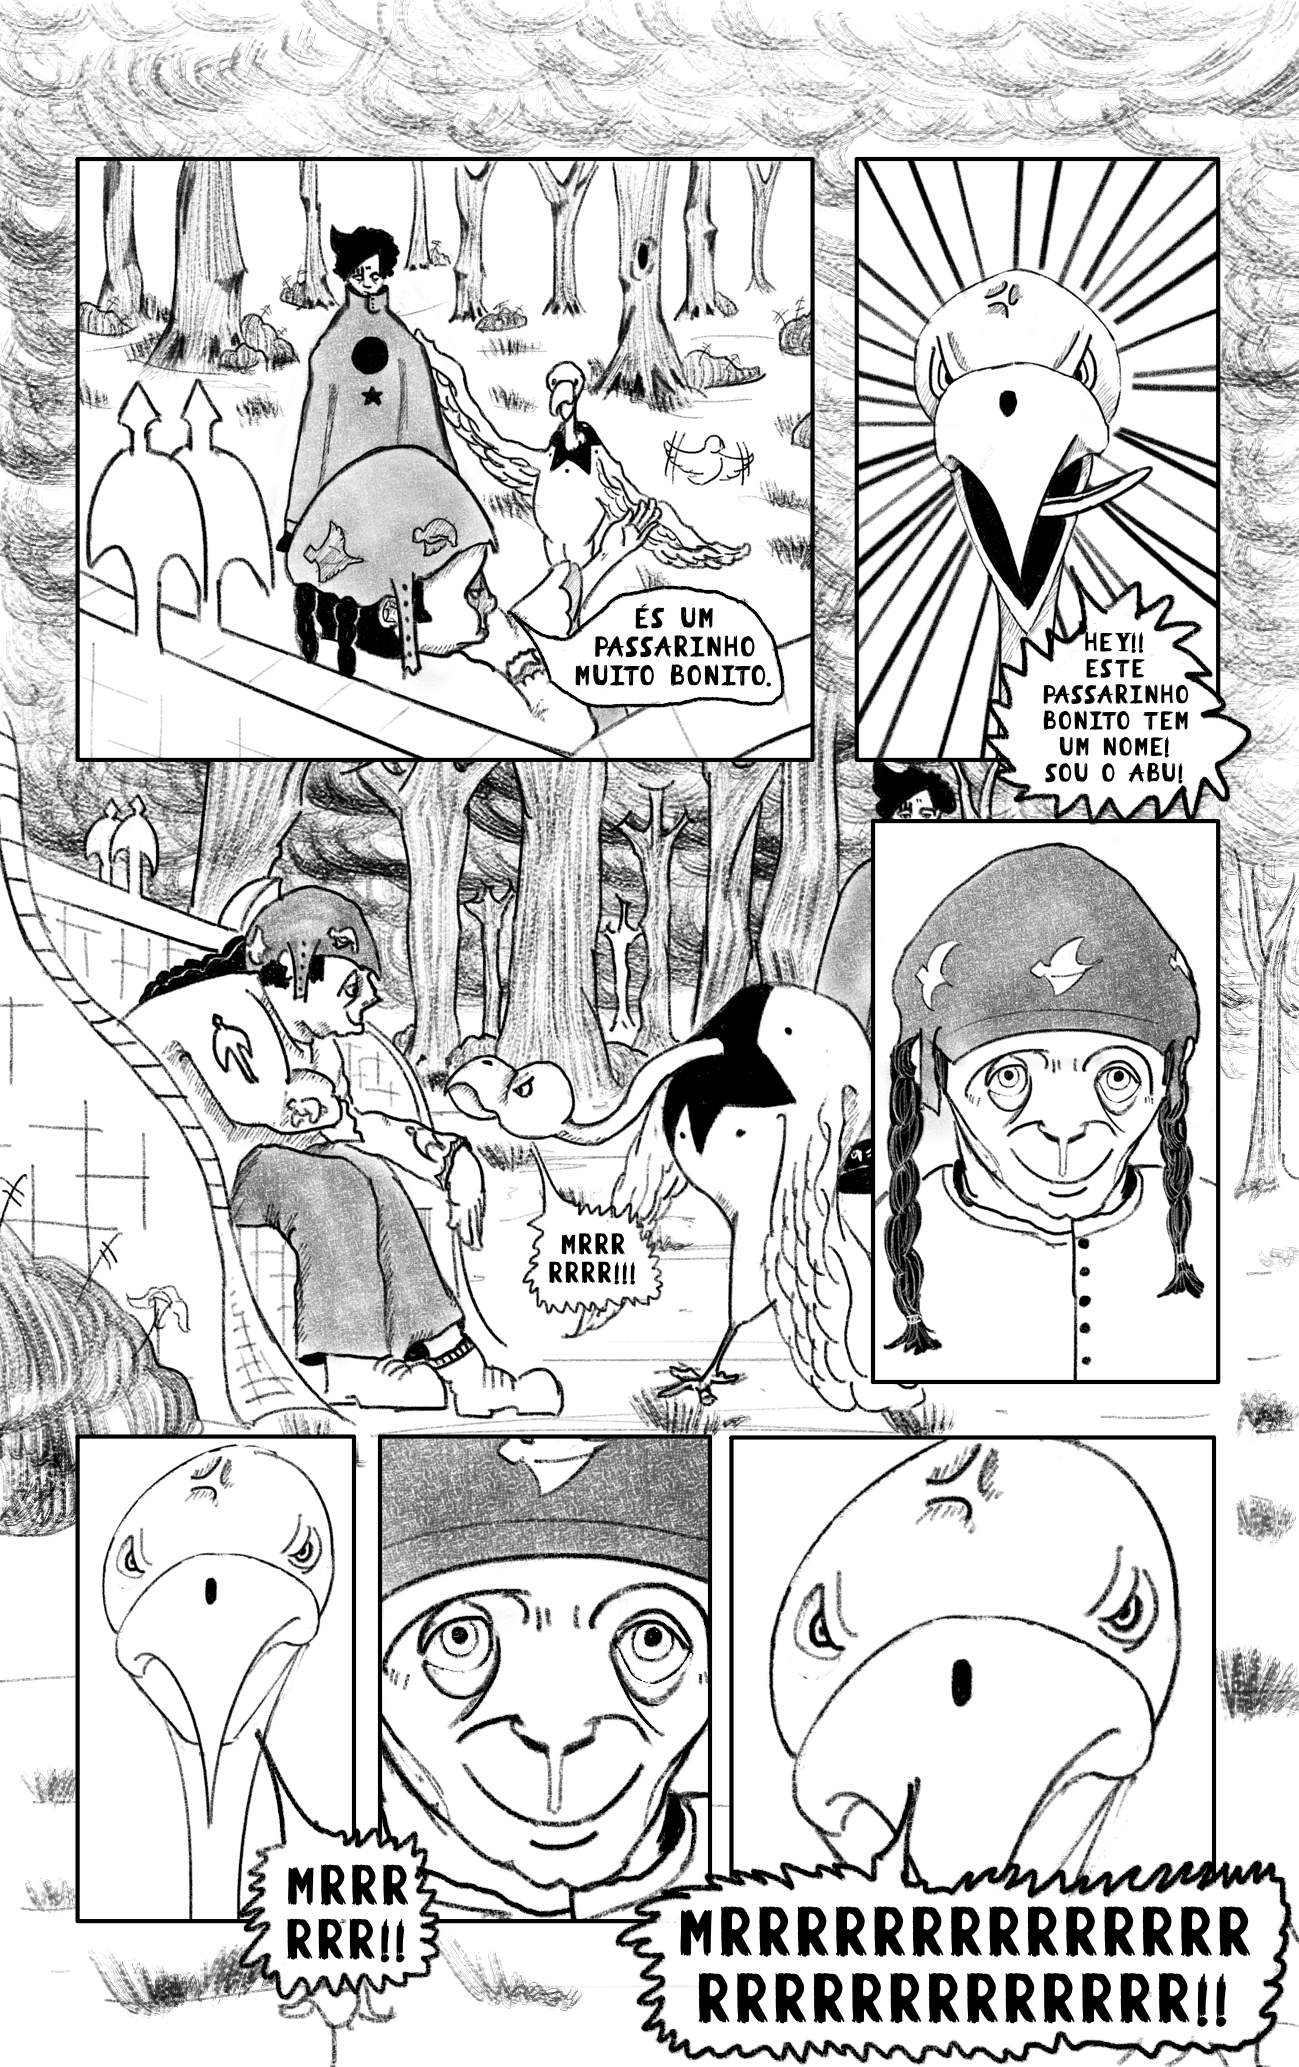 ÉS UM
PASSARINHO
MUITO BONITO.
HEY!!
ESTE
PASSARINHO
BONITO TEM
UM NOME!
SOU O ABU!
MRRR
RRRR!!!
MRRR
RRR!!
MRRRRRRRRRRRRRRR
RRRRRRRRRRRRRR!!